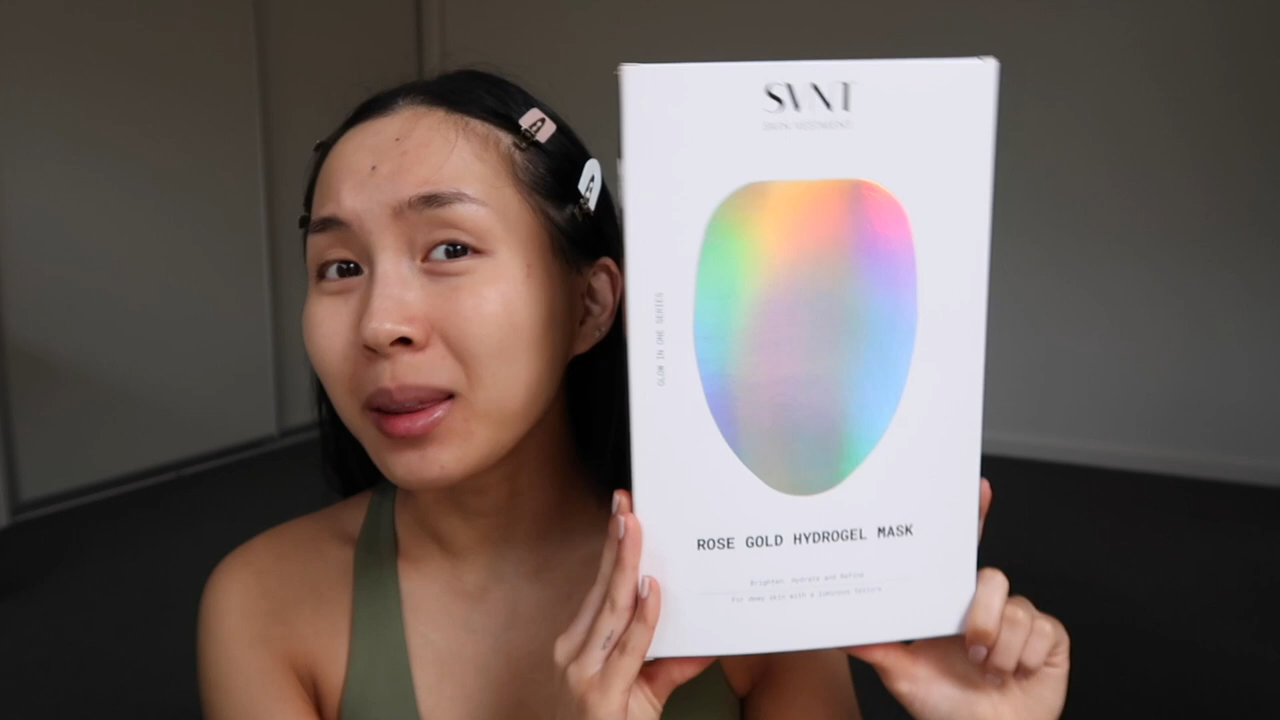 SVNT
GLOW IN ONE SERIES
ROSE GOLD HYDROGEL MASK
Brighten, Hydrate and Refine
For dewy skin with a luminous texture